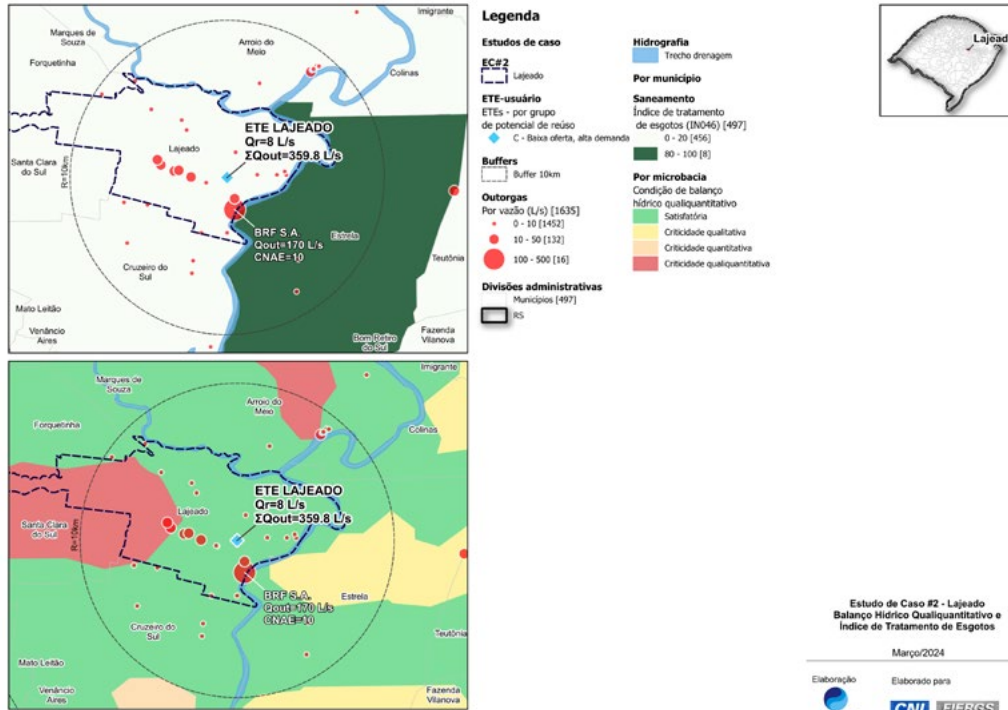 Imigrante
Marques de
Souza
Arroio do
Meio
Forquetinha
Colinas
ETE LAJEADO
Qr=8 L/s
ΣQout=359.8 L/s
Lajeado
Santa Clara
do Sul
R=10km
BRF S.A.
Qout=170 L/s
CNAE=10
Estrela
Teutônia
Cruzeiro do
Sul
Mato Leitão
Venâncio
Aires
Bom Retiro
do Sul
Fazenda
Vilanova
Imigrante
Marques de
Souza
Arroio do
Meio
Forquetinha
Colinas
ETE LAJEADO
Qr=8 L/s
ΣQout=359.8 L/s
Lajeado
Santa Clara
do Sul
R=10km
BRF S.A.
Qout=170 L/s
CNAE=10
Estrela
Teutônia
Cruzeiro do
Sul
Mato Leitão
Venâncio
Aires
Fazenda
Vilanova
Legenda
Estudos de caso
EC#2
Lajeado
ETE-usuário
ETEs - por grupo
de potencial de reúso
C - Baixa oferta, alta demanda
Buffers
Buffer 10km
Outorgas
Por vazão (L/s) [1635]
0 - 10 [1452]
10 - 50 [132]
100 - 500 [16]
Divisões administrativas
Municípios [497]
RS
Hidrografia
Trecho drenagem
Por município
Saneamento
Índice de tratamento
de esgotos (IN046) [497]
0 - 20 [456]
80 - 100 [8]
Por microbacia
Condição de balanço
hídrico qualiquantitativo
Satisfatória
Criticidade qualitativa
Criticidade quantitativa
Criticidade qualiquantitativa
Lajead
Estudo de Caso #2 - Lajeado
Balanço Hídrico Qualiquantitativo e
Índice de Tratamento de Esgotos
Março/2024
Elaboração
Elaborado para
CNI FIERGS